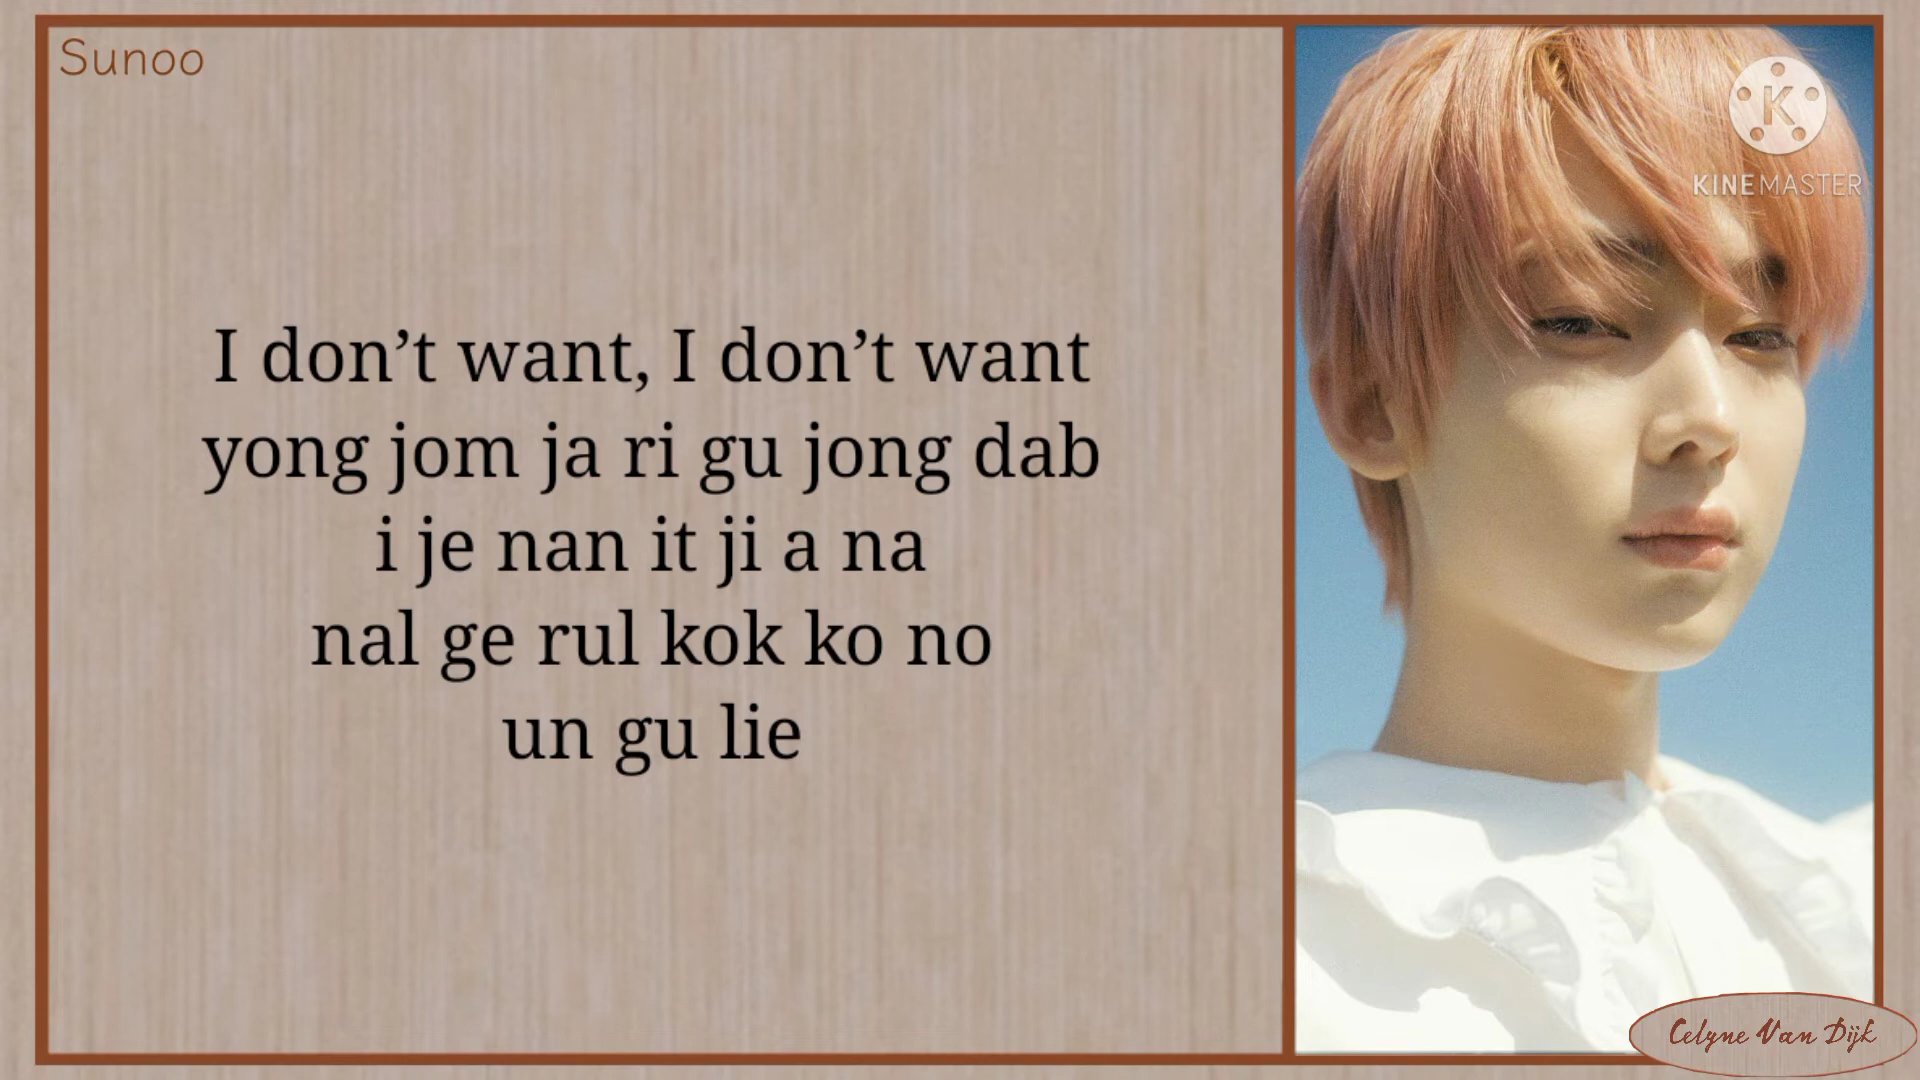 Sunoo
K
KINEMASTER
I don’t want, I don’t want
yong jom ja ri gu jong dab
i je nan it ji a na
nal ge rul kok ko no
un gu lie
Celyne Van Dijk